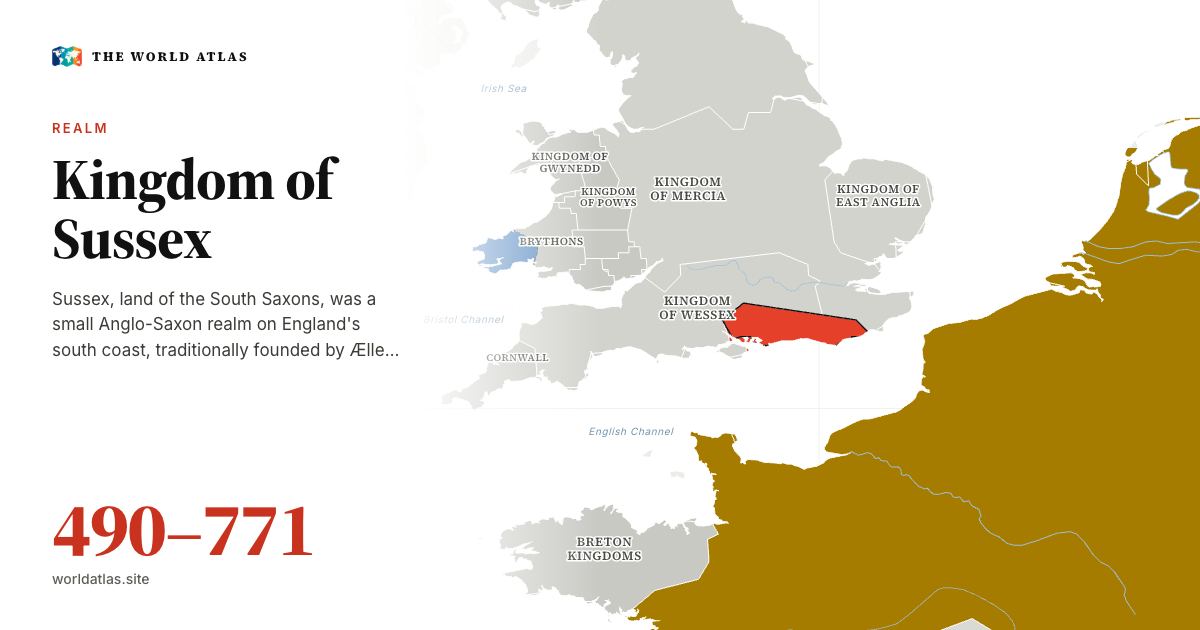 THE WORLD ATLAS
REALM
Kingdom of
Sussex
Sussex, land of the South Saxons, was a
small Anglo-Saxon realm on England's
south coast, traditionally founded by Ælle...
490–771
worldatlas.site
Irish Sea
KINGDOM OF
GWYNEDD
KINGDOM
OF POWYS
KINGDOM
OF MERCIA
KINGDOM OF
EAST ANGLIA
BRYTHONS
KINGDOM
OF WESSEX
Bristol Channel
CORNWALL
English Channel
BRETON
KINGDOMS